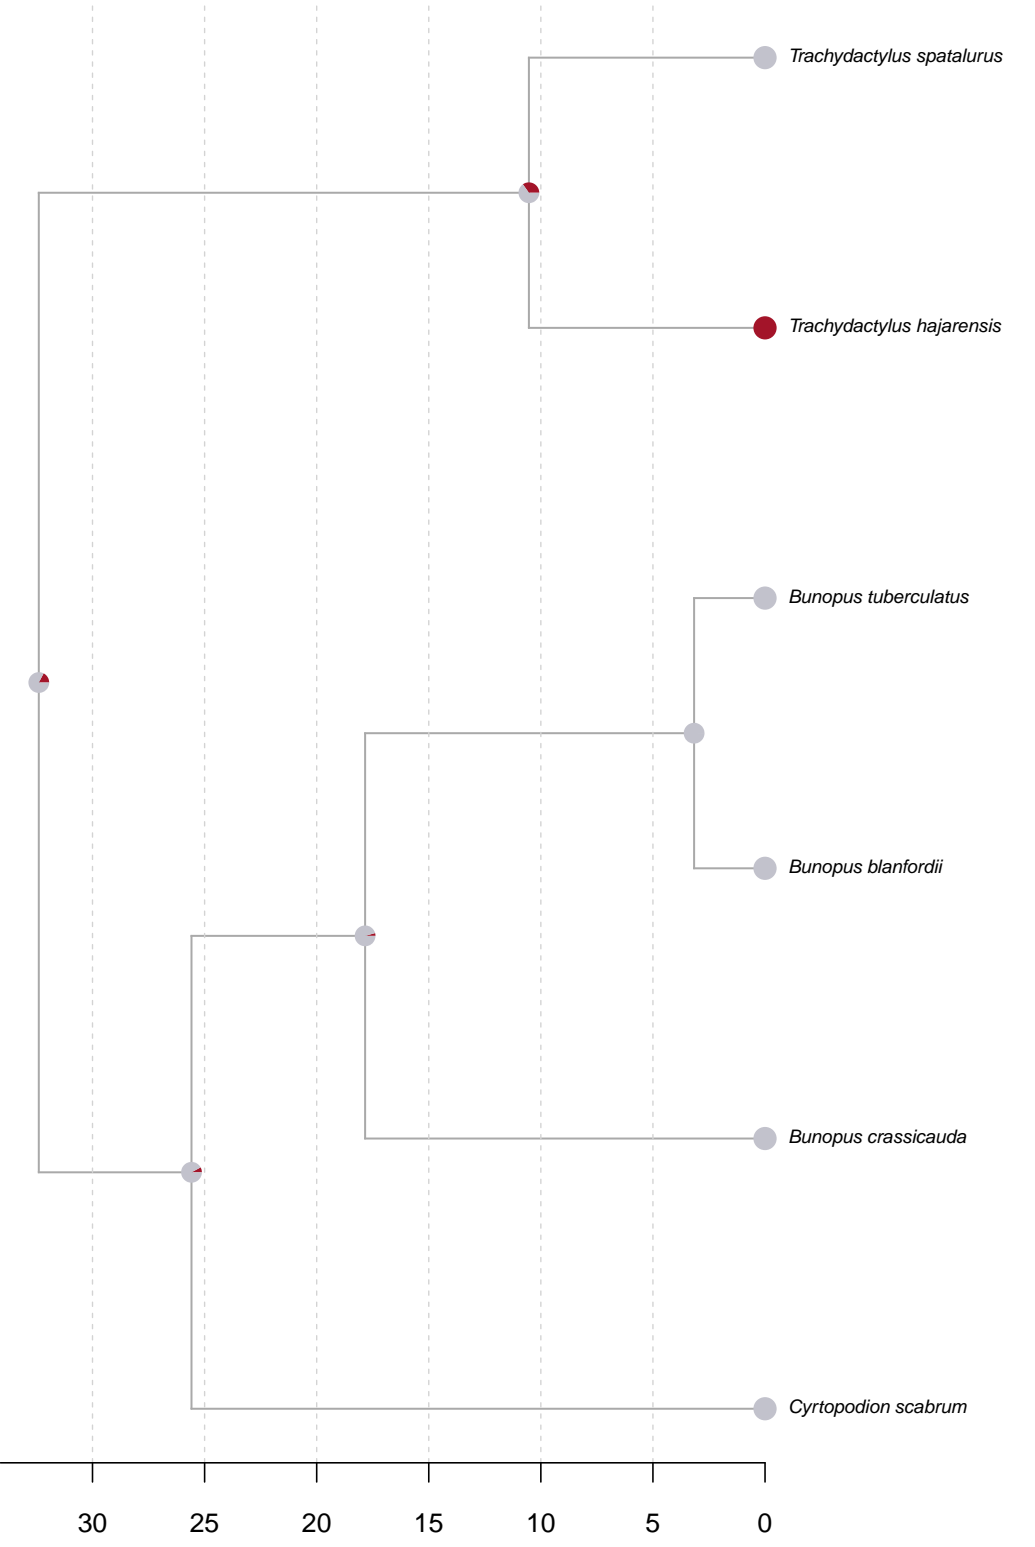 Trachydactylus spatalurus
Trachydactylus hajarensis
Bunopus tuberculatus
Bunopus blanfordii
Bunopus crassicauda
Cyrtopodion scabrum
30 25 20 15 10 5 0